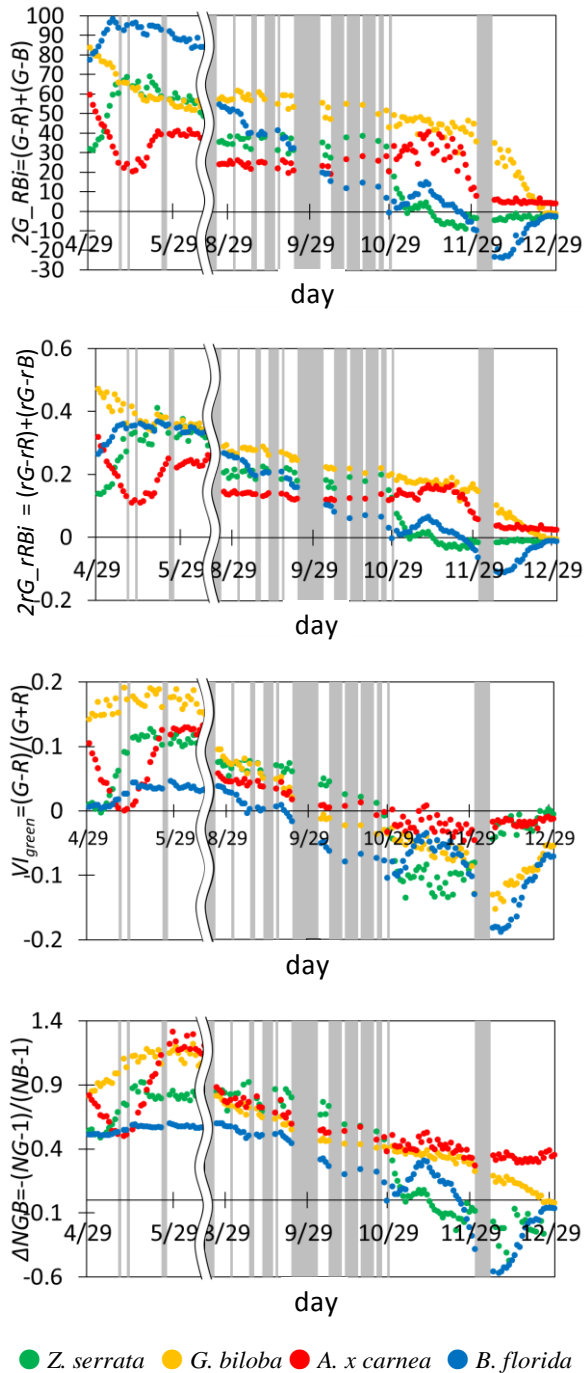 2G_RBi=(G-R)+(G-B)
100
90
80
70
60
50
40
30
20
10
0
-10
-20
-30
4/29 5/29 8/29 9/29 10/29 11/29 12/29
day
2rG_rRBi = (rG-rR)+(rG-rB)
0.6
0.4
0.2
0
0.2
4/29 5/29 8/29 9/29 10/29 11/29 12/29
day
VIgreen=(G-R)/(G+R)
0.2
0.1
0
-0.1
-0.2
4/29 5/29 8/29 9/29 10/29 11/29 12/29
day
ΔNGB=-(NG-1)/(NB-1)
1.4
0.9
0.4
-0.1
-0.6
4/29 5/29 8/29 9/29 10/29 11/29 12/29
day
Z. serrata G. biloba A. x carnea B. florida